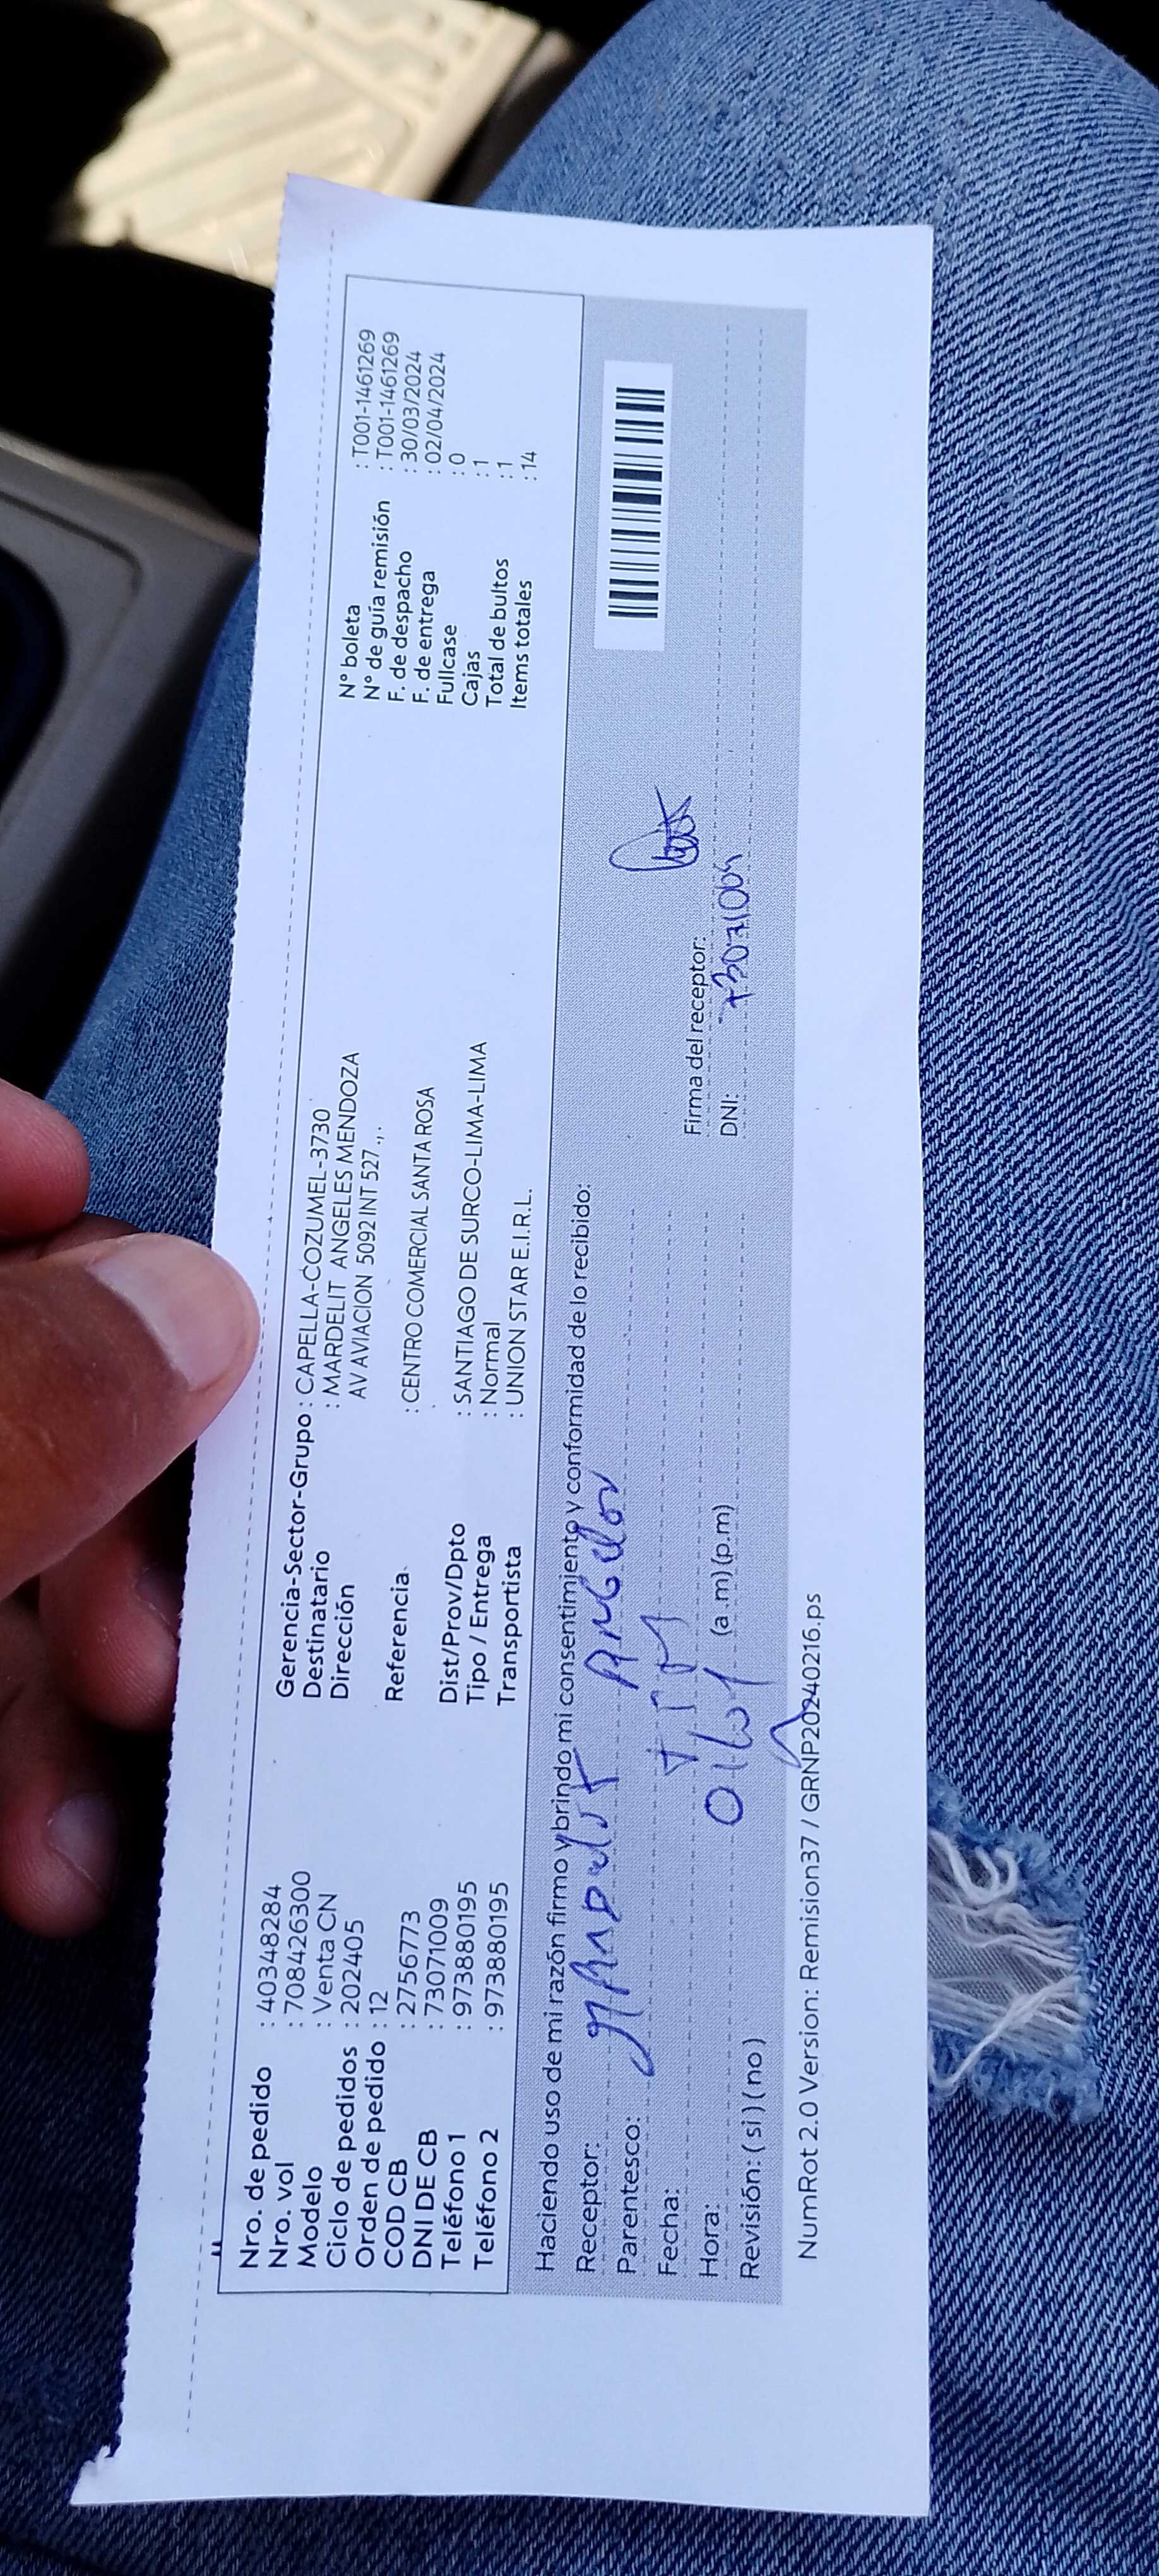 Nro. de pedido : 40348284
Nro. vol : 708426300
Modelo : Venta CN
Ciclo de pedidos : 202405
Orden de pedido : 12
COD CB : 2756773
DNI DE CB : 73071009
Teléfono 1 : 973880195
Teléfono 2 : 973880195
Gerencia-Sector-Grupo : CAPELLA-COZUMEL-3730
Destinatario : MARDELIT ANGELES MENDOZA
Dirección AV AVIACION 5092 INT 527 .,.
Referencia. : CENTRO COMERCIAL SANTA ROSA
Dist/Prov/Dpto : SANTIAGO DE SURCO-LIMA-LIMA
Tipo / Entrega : Normal
Transportista : UNION STAR E.I.R.L.
N° boleta : T001-1461269
N° de guía remisión : T001-1461269
F. de despacho : 30/03/2024
F. de entrega : 02/04/2024
Fullcase : 0
Cajas : 1
Total de bultos : 1
Items totales : 14
Haciendo uso de mi razón firmo y brindo mi consentimiento y conformidad de lo recibido:
Receptor:
Parentesco:
Fecha:
Hora: (a .m) (p.m)
Revisión: ( si ) ( no )
Firma del receptor:
DNI:
NumRot 2.0 Version: Remision37 / GRNP20240216.ps